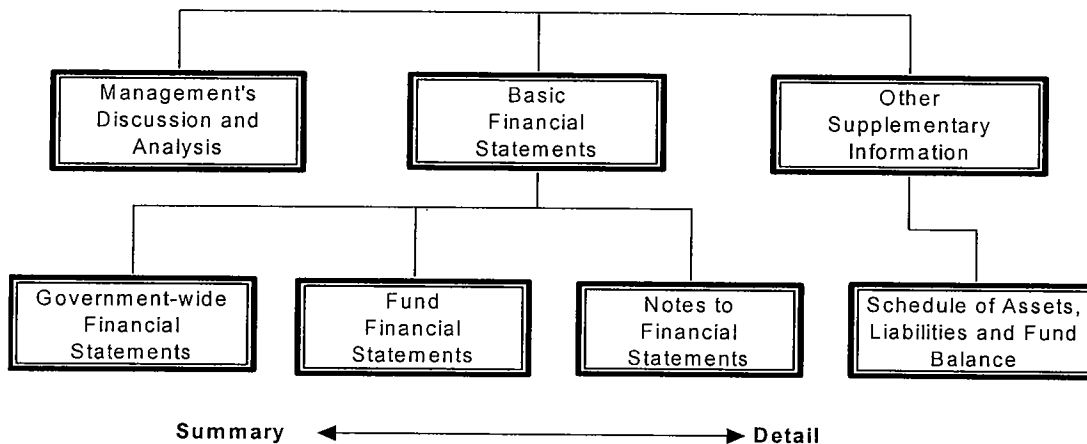 Management's
Discussion and
Analysis
Basic
Financial
Statements
Other
Supplementary
Information
Government-wide
Financial
Statements
Fund
Financial
Statements
Notes to
Financial
Statements
Schedule of Assets,
Liabilities and Fund
Balance
Summary
Detail